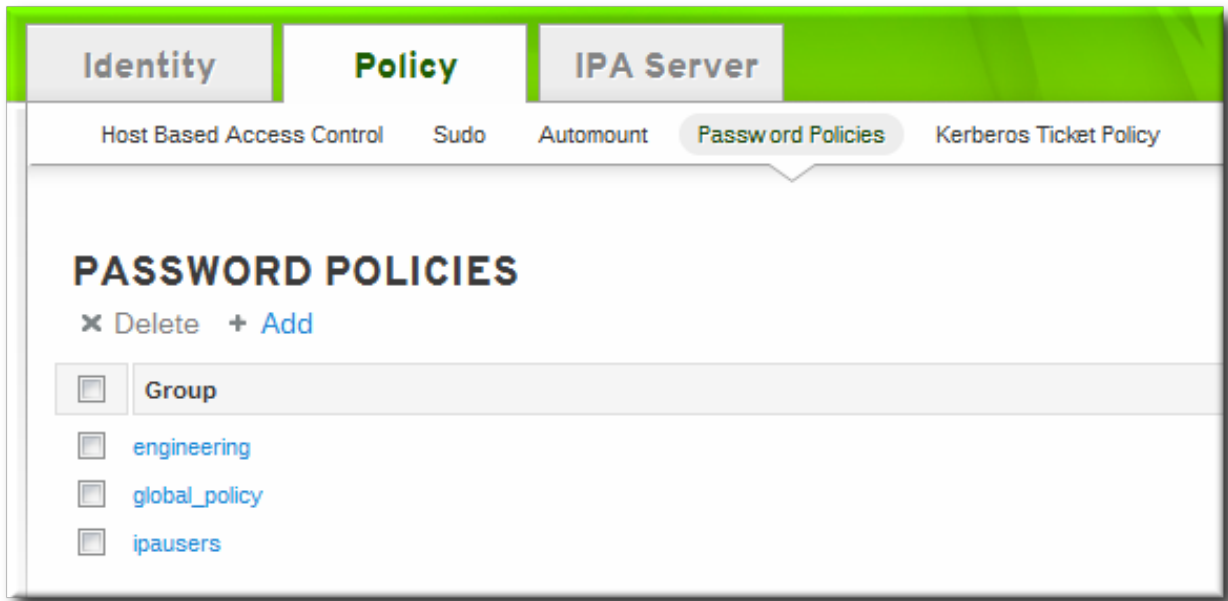 Identity Policy IPA Server
Host Based Access Control Sudo Automount Password Policies Kerberos Ticket Policy
PASSWORD POLICIES
Delete Add
Group
engineering
global_policy
ipausers